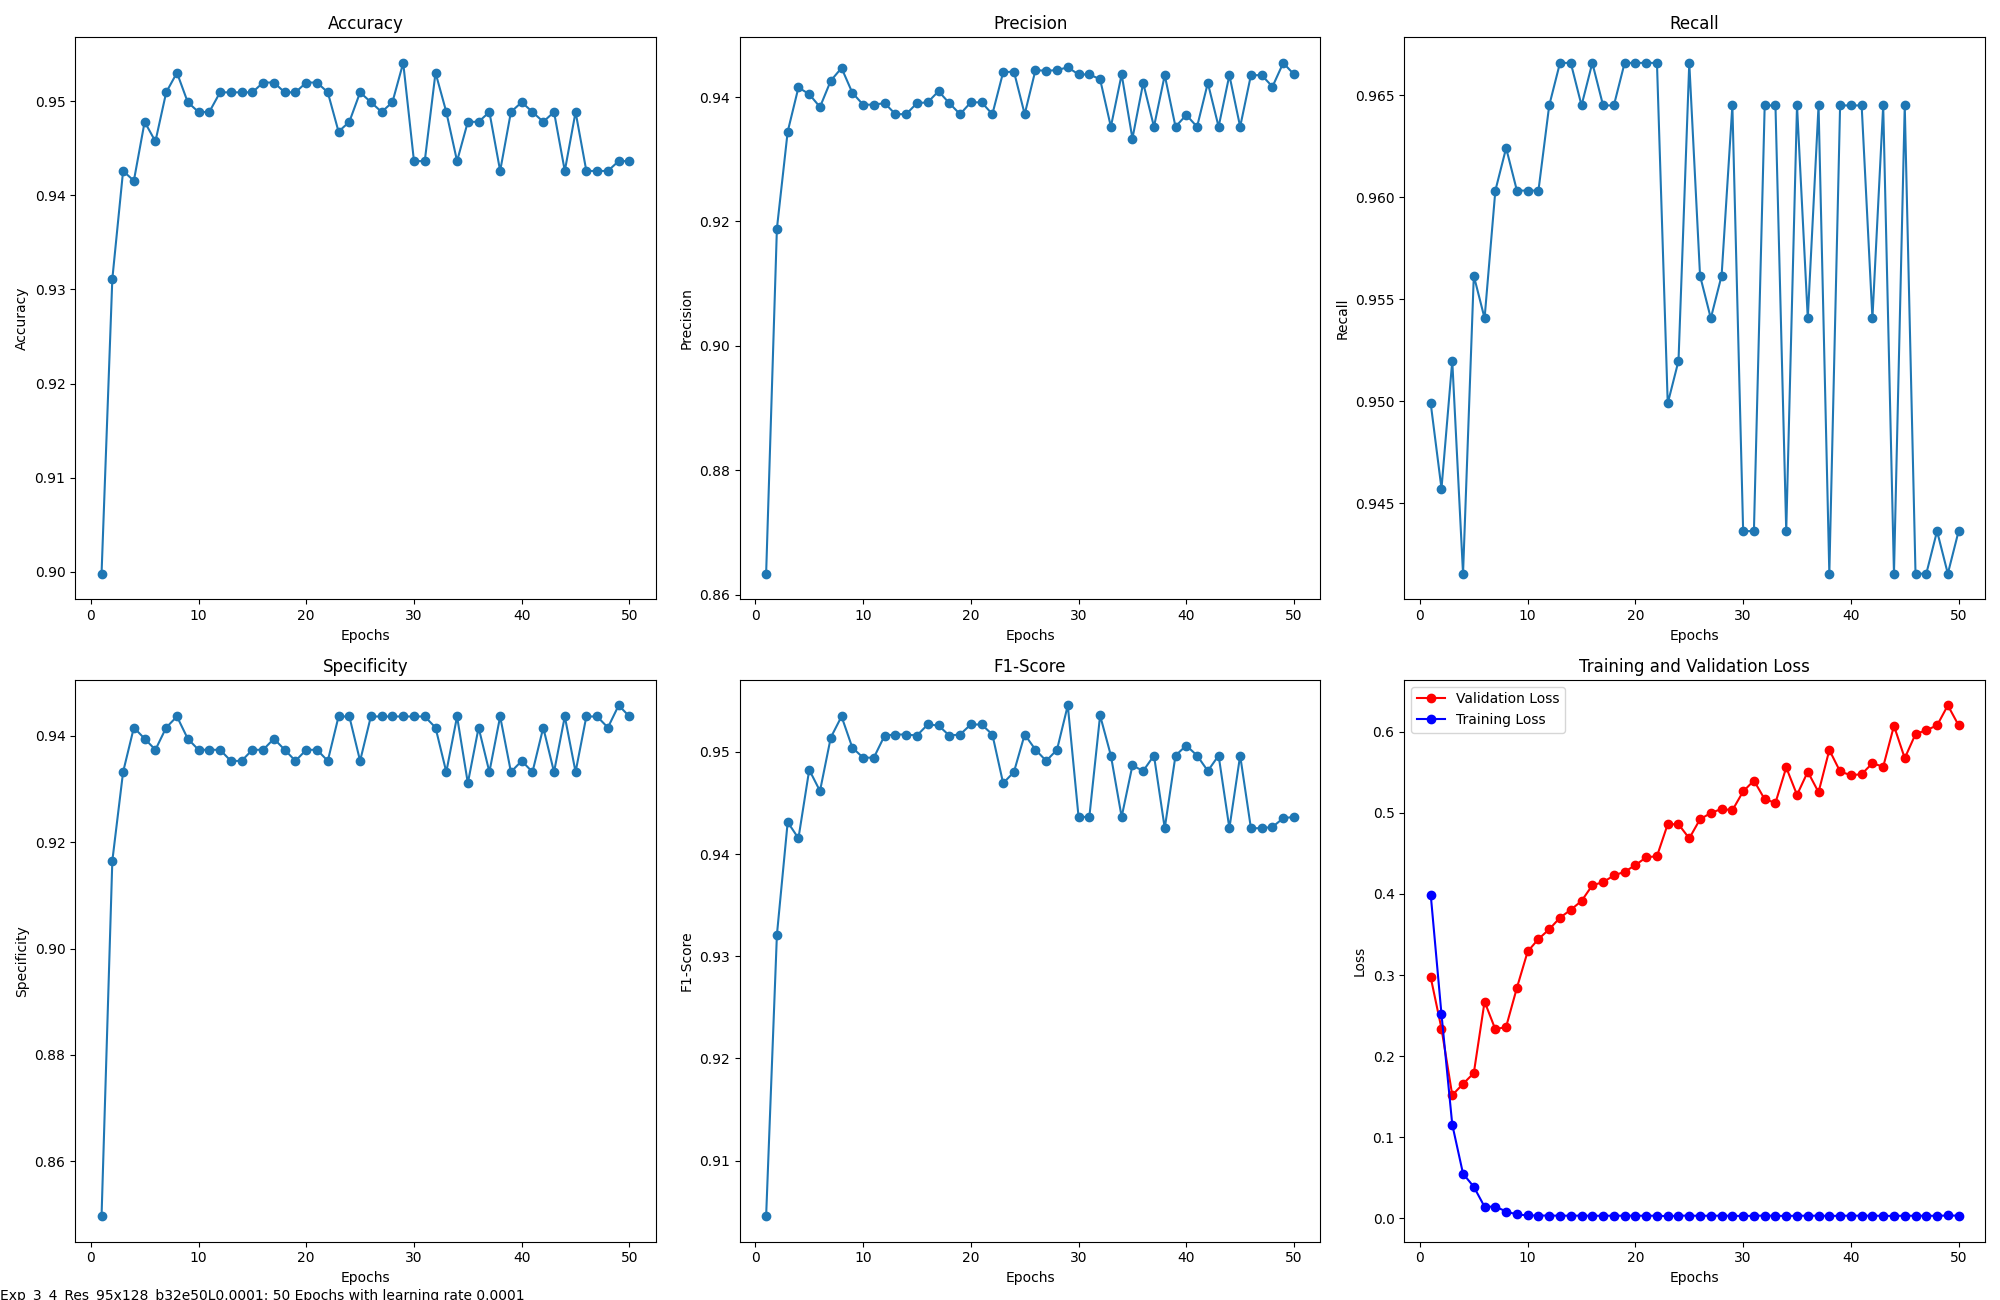 Accuracy
Precision
Recall
0.95
0.94
0.93
0.92
0.91
0.90
Accuracy
0 10 20 30 40 50
Epochs
0.94
0.92
0.90
0.88
0.86
Precision
0 10 20 30 40 50
Epochs
0.965
0.960
0.955
0.950
0.945
Recall
0 10 20 30 40 50
Epochs
Specificity
F1-Score
Training and Validation Loss
0.94
0.92
0.90
0.88
0.86
Specificity
0 10 20 30 40 50
Epochs
0.95
0.94
0.93
0.92
0.91
F1-Score
0 10 20 30 40 50
Epochs
Validation Loss
Training Loss
0.6
0.5
0.4
0.3
0.2
0.1
0.0
Loss
0 10 20 30 40 50
Epochs
Exp_3_4_Res_95x128_b32e50L0.0001: 50 Epochs with learning rate 0.0001